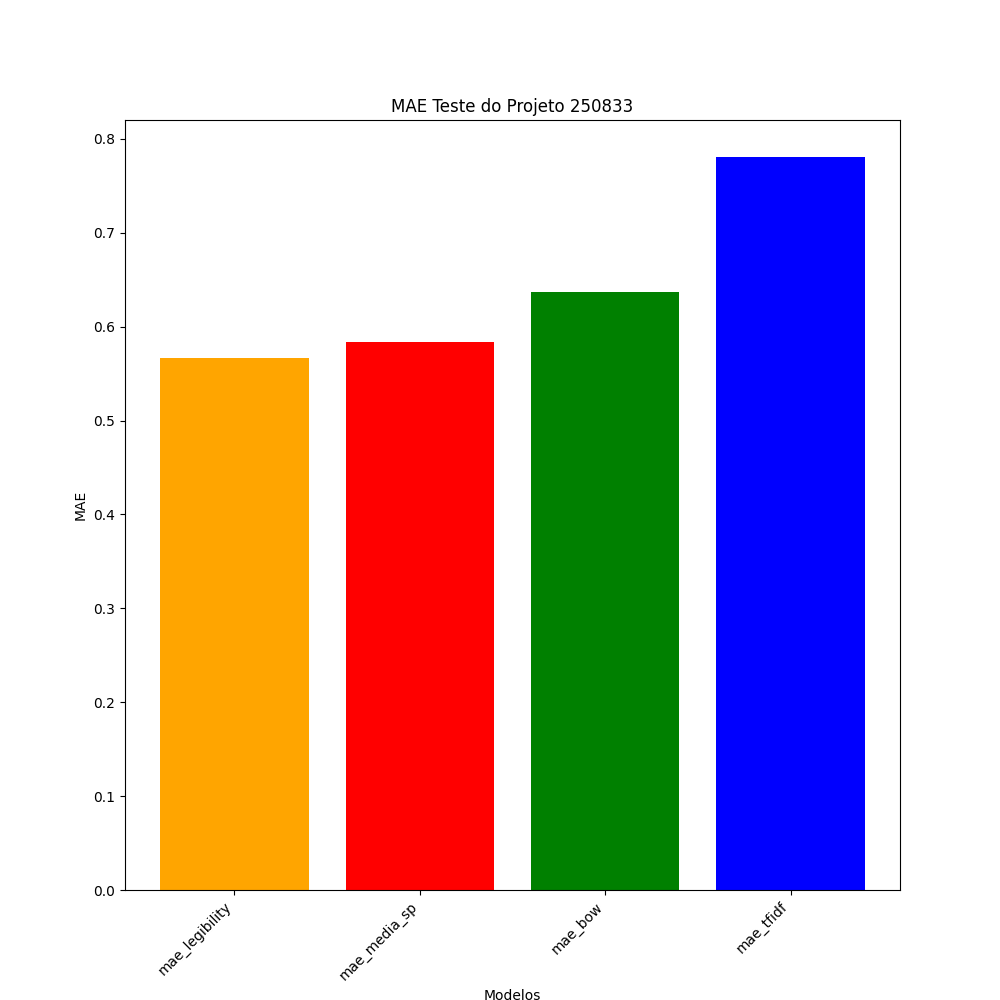 MAE Teste do Projeto 250833
0.8
0.7
0.6
0.5
0.4
0.3
0.2
0.1
0.0
MAE
mae_legibility
mae_media_sp
mae_bow
mae_tfidf
Modelos